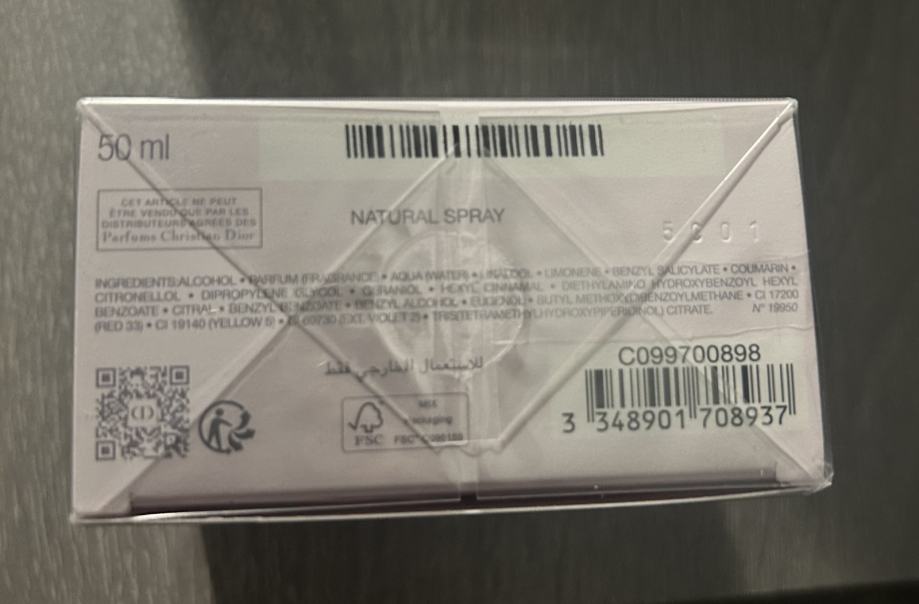 50 ml
CET ARTICLE NE PEUT
ÊTRE VENDU QUE PAR LES
DISTRIBUTEURS AGRÉÉS DES
Parfums Christian Dior
NATURAL SPRAY
INGREDIENTS: ALCOHOL • PARFUM (FRAGRANCE) • AQUA (WATER) • LINALOOL • LIMONENE • BENZYL SALICYLATE • COUMARIN •
CITRONELLOL • DIPROPYLENE GLYCOL • GERANIOL • HEXYL CINNAMAL • DIETHYLAMINO HYDROXYBENZOYL HEXYL
BENZOATE • CITRAL • BENZYL BENZOATE • BENZYL ALCOHOL • EUGENOL • BUTYL METHOXYDIBENZOYLMETHANE • CI 17200
(RED 33) • CI 19140 (YELLOW 5) • CI 60730 (EXT. VIOLET 2) • TRIS(TETRAMETHYLHYDROXYPIPERIDINOL) CITRATE. N° 19950
للاستعمال الخارجي فقط
MIX
FSC
C099700898
3 348901 708937